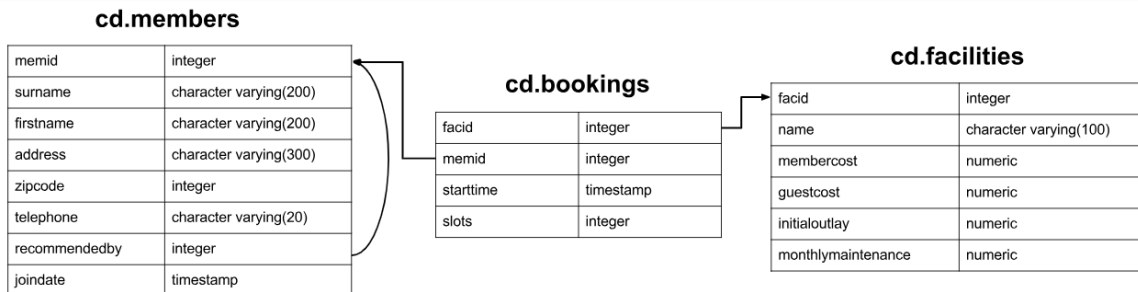 cd.members
memid integer
surname character varying(200)
firstname character varying(200)
address character varying(300)
zipcode integer
telephone character varying(20)
recommendedby integer
joindate timestamp
cd.bookings
facid integer
memid integer
starttime timestamp
slots integer
cd.facilities
facid integer
name character varying(100)
membercost numeric
guestcost numeric
initialoutlay numeric
monthlymaintenance numeric